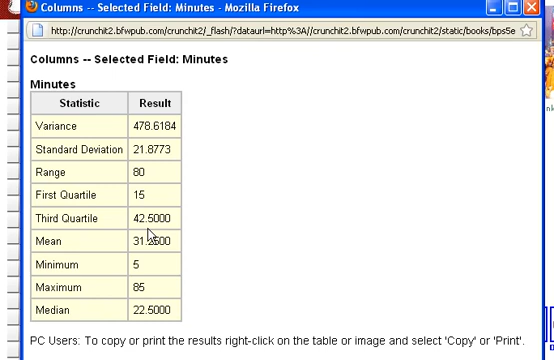 Columns -- Selected Field: Minutes - Mozilla Firefox
http://crunchit2.bfwpub.com/crunchit2/_flash/?dataurl=http%3A//crunchit2.bfwpub.com/crunchit2/static/books/bps5e
Columns -- Selected Field: Minutes
Minutes
Statistic Result
Variance 478.6184
Standard Deviation 21.8773
Range 80
First Quartile 15
Third Quartile 42.5000
Mean 31.2500
Minimum 5
Maximum 85
Median 22.5000
PC Users: To copy or print the results right-click on the table or image and select 'Copy' or 'Print'.